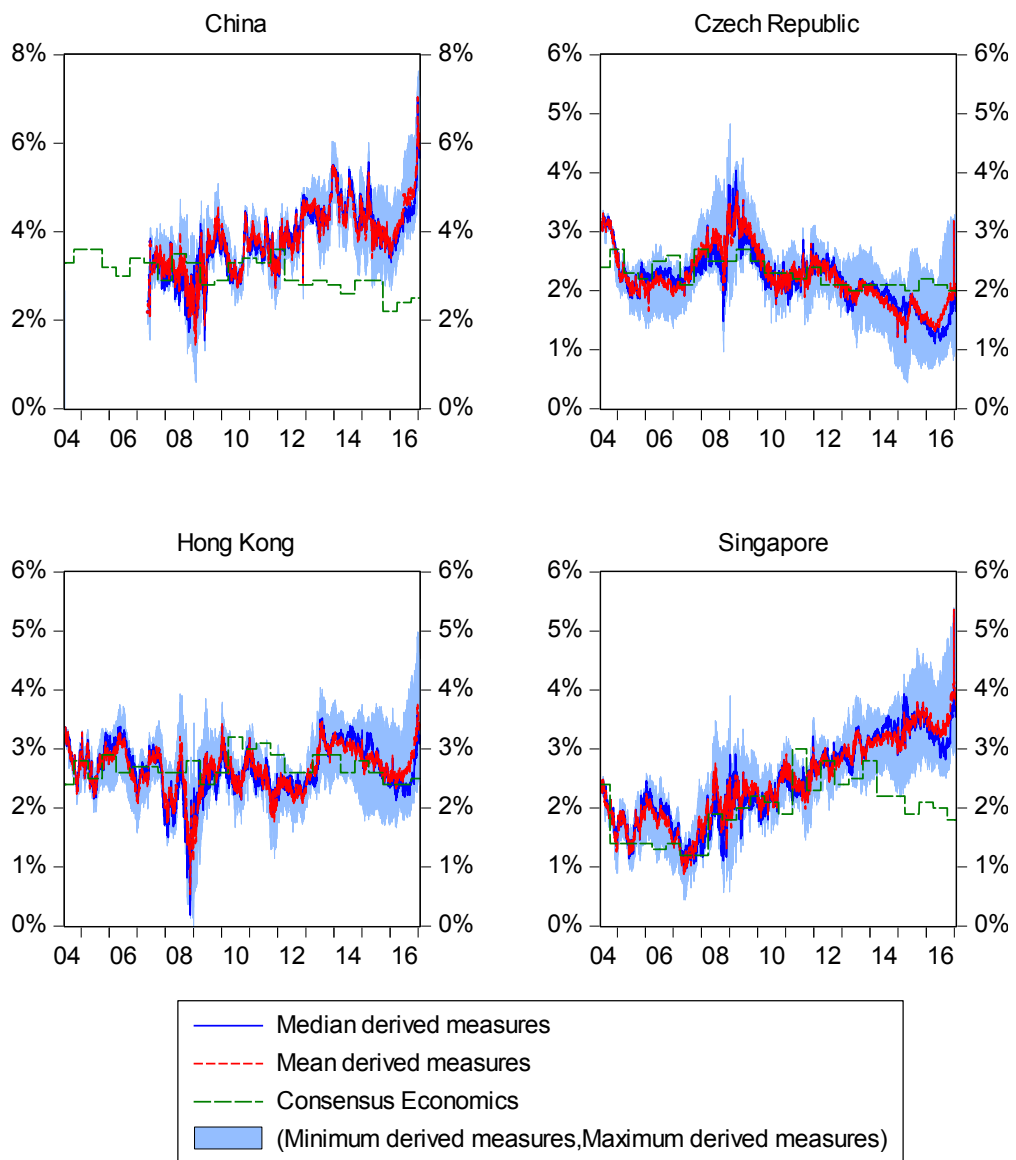 China
Czech Republic
8% 8% 6% 6%
5% 5%
6% 6%
4% 4%
4% 4% 3% 3%
2% 2%
2% 2%
1% 1%
0% 0% 0% 0%
04 06 08 10 12 14 16 04 06 08 10 12 14 16
Hong Kong
Singapore
6% 6% 6% 6%
5% 5% 5% 5%
4% 4% 4% 4%
3% 3% 3% 3%
2% 2% 2% 2%
1% 1% 1% 1%
0% 0% 0% 0%
04 06 08 10 12 14 16 04 06 08 10 12 14 16
Median derived measures
Mean derived measures
Consensus Economics
(Minimum derived measures,Maximum derived measures)